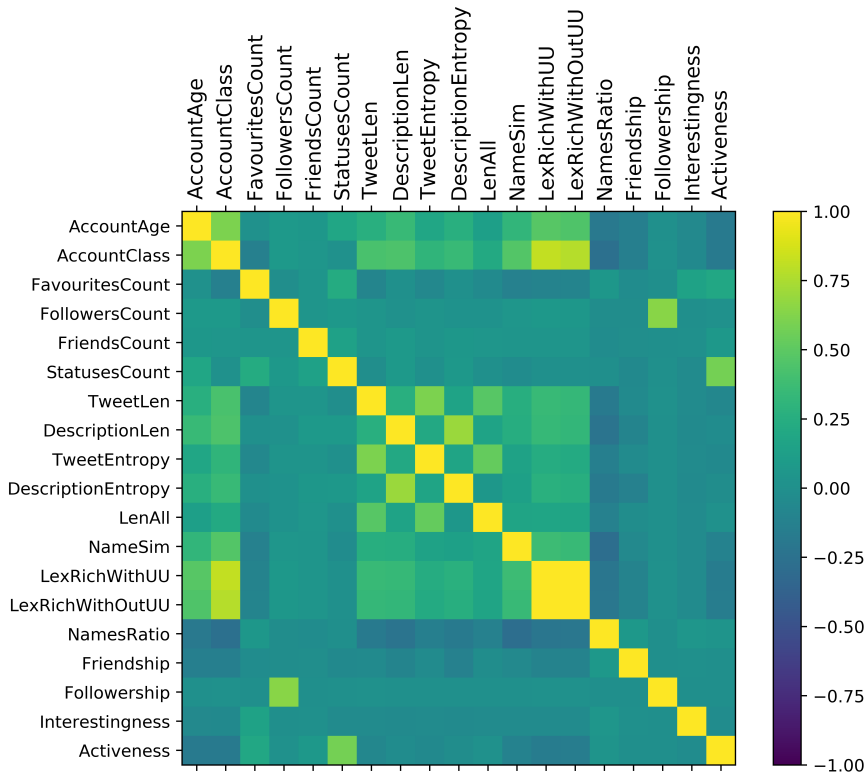 AccountAge
AccountClass
FavouritesCount
FollowersCount
FriendsCount
StatusesCount
TweetLen
DescriptionLen
TweetEntropy
DescriptionEntropy
LenAll
NameSim
LexRichWithUU
LexRichWithOutUU
NamesRatio
Friendship
Followership
Interestingness
Activeness
AccountAge
AccountClass
FavouritesCount
FollowersCount
FriendsCount
StatusesCount
TweetLen
DescriptionLen
TweetEntropy
DescriptionEntropy
LenAll
NameSim
LexRichWithUU
LexRichWithOutUU
NamesRatio
Friendship
Followership
Interestingness
Activeness
1.00
0.75
0.50
0.25
0.00
−0.25
−0.50
−0.75
−1.00